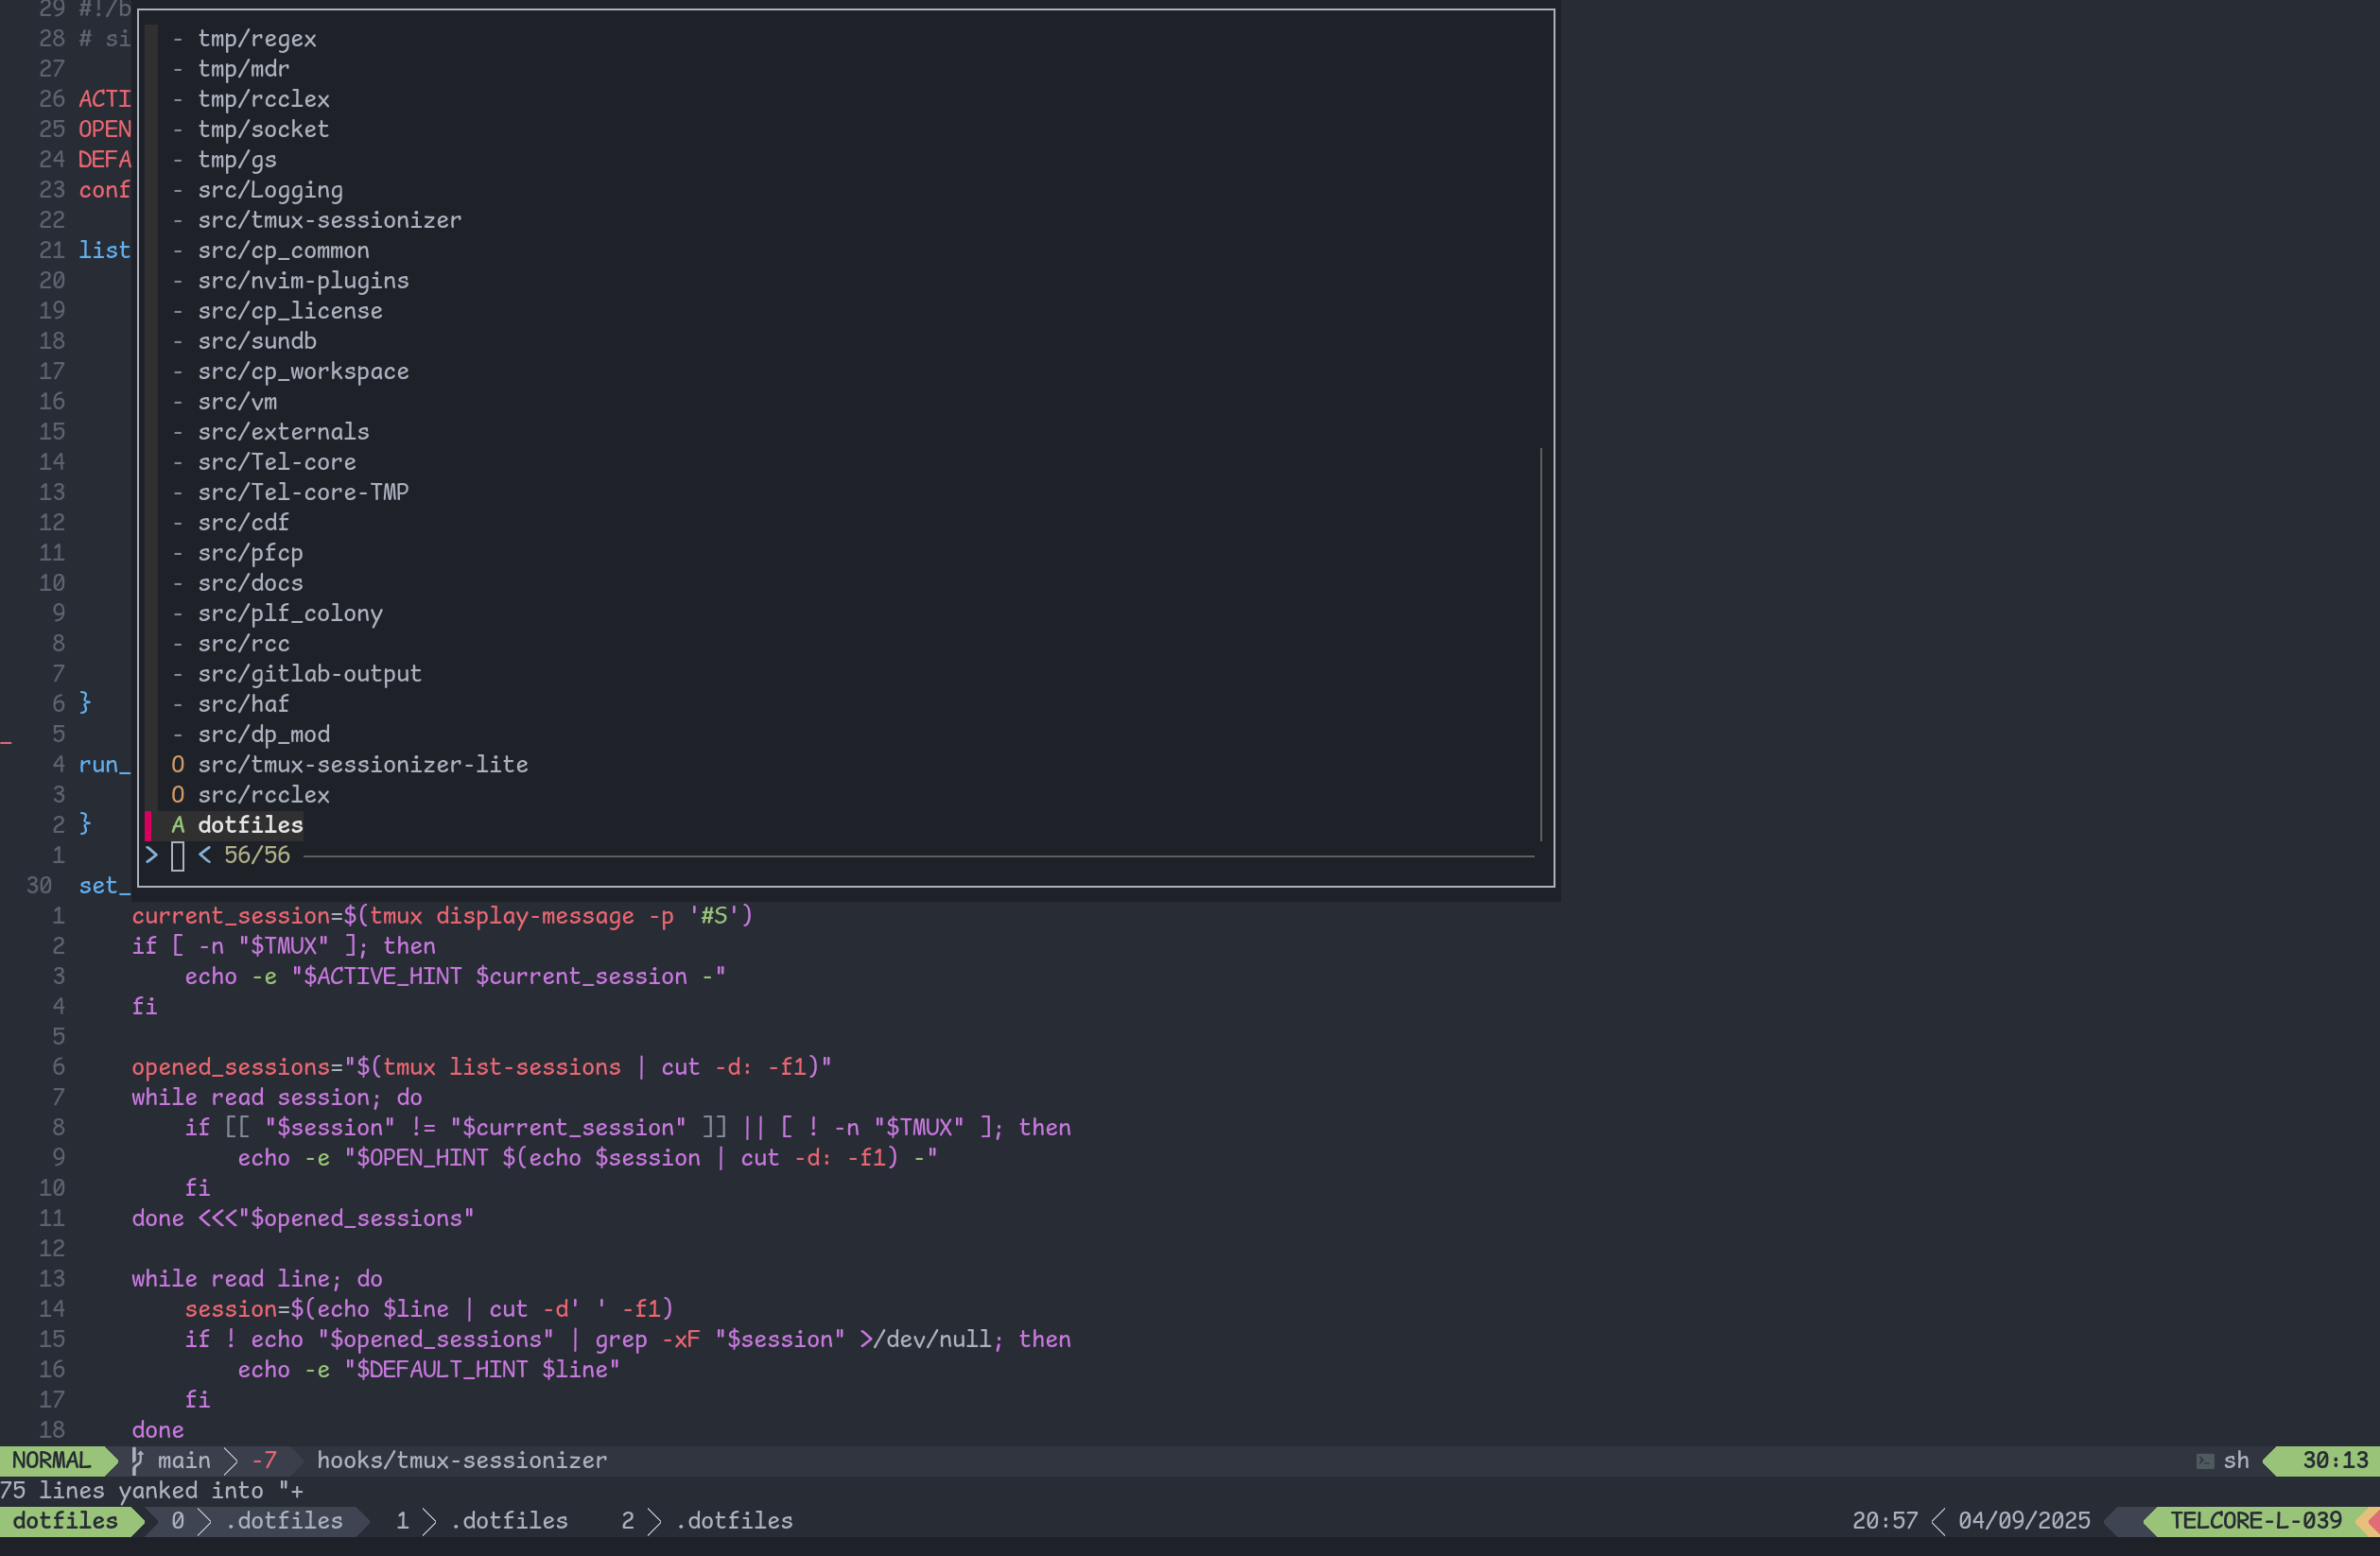 29 #!/b
28 # si - tmp/regex
27 - tmp/mdr
26 ACTI - tmp/rcclex
25 OPEN - tmp/socket
24 DEFA - tmp/gs
23 conf - src/Logging
22 - src/tmux-sessionizer
21 list - src/cp_common
20 - src/nvim-plugins
19 - src/cp_license
18 - src/sundb
17 - src/cp_workspace
16 - src/vm
15 - src/externals
14 - src/Tel-core
13 - src/Tel-core-TMP
12 - src/cdf
11 - src/pfcp
10 - src/docs
9 - src/plf_colony
8 - src/rcc
7 - src/gitlab-output
6 } - src/haf
_ 5 - src/dp_mod
4 run_ O src/tmux-sessionizer-lite
3 O src/rcclex
2 } A dotfiles
1 > < 56/56
30 set_
1 current_session=$(tmux display-message -p '#S')
2 if [ -n "$TMUX" ]; then
3 echo -e "$ACTIVE_HINT $current_session -"
4 fi
5
6 opened_sessions="$(tmux list-sessions | cut -d: -f1)"
7 while read session; do
8 if [[ "$session" != "$current_session" ]] || [ ! -n "$TMUX" ]; then
9 echo -e "$OPEN_HINT $(echo $session | cut -d: -f1) -"
10 fi
11 done <<<"$opened_sessions"
12
13 while read line; do
14 session=$(echo $line | cut -d' ' -f1)
15 if ! echo "$opened_sessions" | grep -xF "$session" >/dev/null; then
16 echo -e "$DEFAULT_HINT $line"
17 fi
18 done
NORMAL main -7 hooks/tmux-sessionizer sh 30:13
75 lines yanked into "+
dotfiles 0 .dotfiles 1 .dotfiles 2 .dotfiles 20:57 04/09/2025 TELCORE-L-039